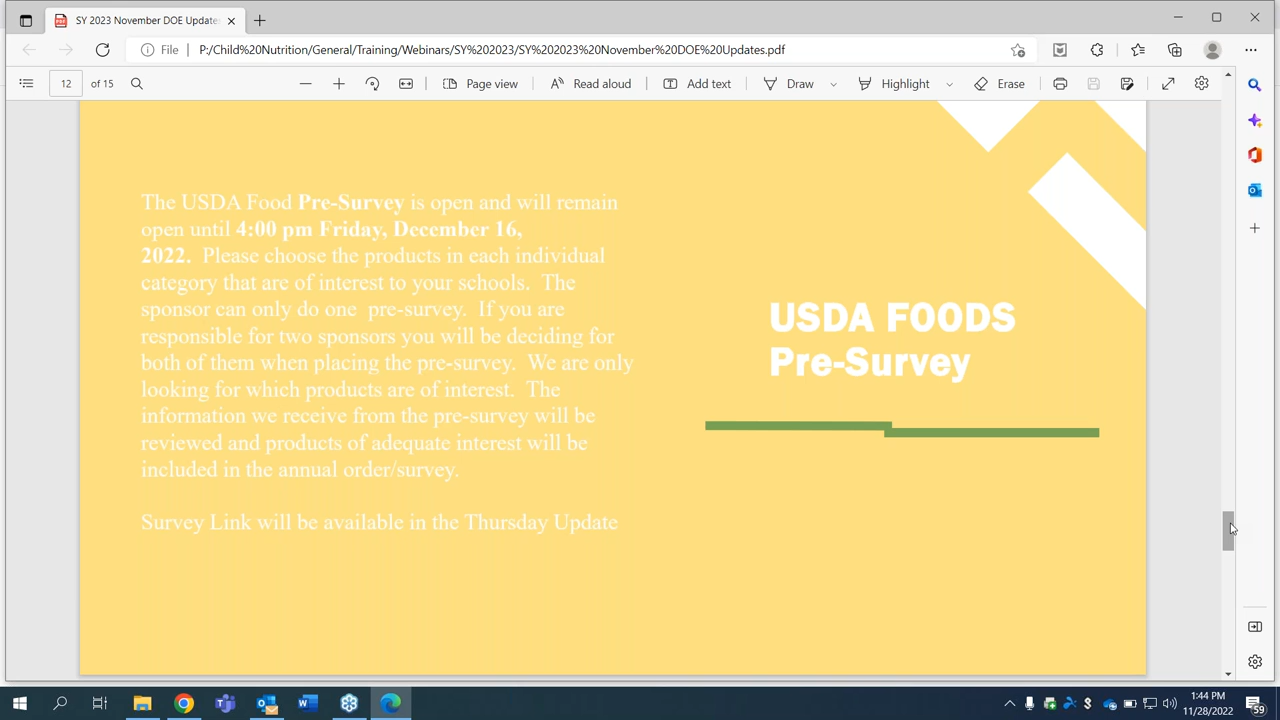 SY 2023 November DOE Update
File
P:/Child%20Nutrition/General/Training/Webinars/SY%202023/SY%202023%20November%20DOE%20Updates.pdf
12 of 15
Page view
Read aloud
Add text
Draw
Highlight
Erase
The USDA Food Pre-Survey is open and will remain
open until 4:00 pm Friday, December 16,
2022. Please choose the products in each individual
category that are of interest to your schools. The
sponsor can only do one pre-survey. If you are
responsible for two sponsors you will be deciding for
both of them when placing the pre-survey. We are only
looking for which products are of interest. The
information we receive from the pre-survey will be
reviewed and products of adequate interest will be
included in the annual order/survey.
Survey Link will be available in the Thursday Update
USDA FOODS
Pre-Survey
1:44 PM
11/28/2022
59